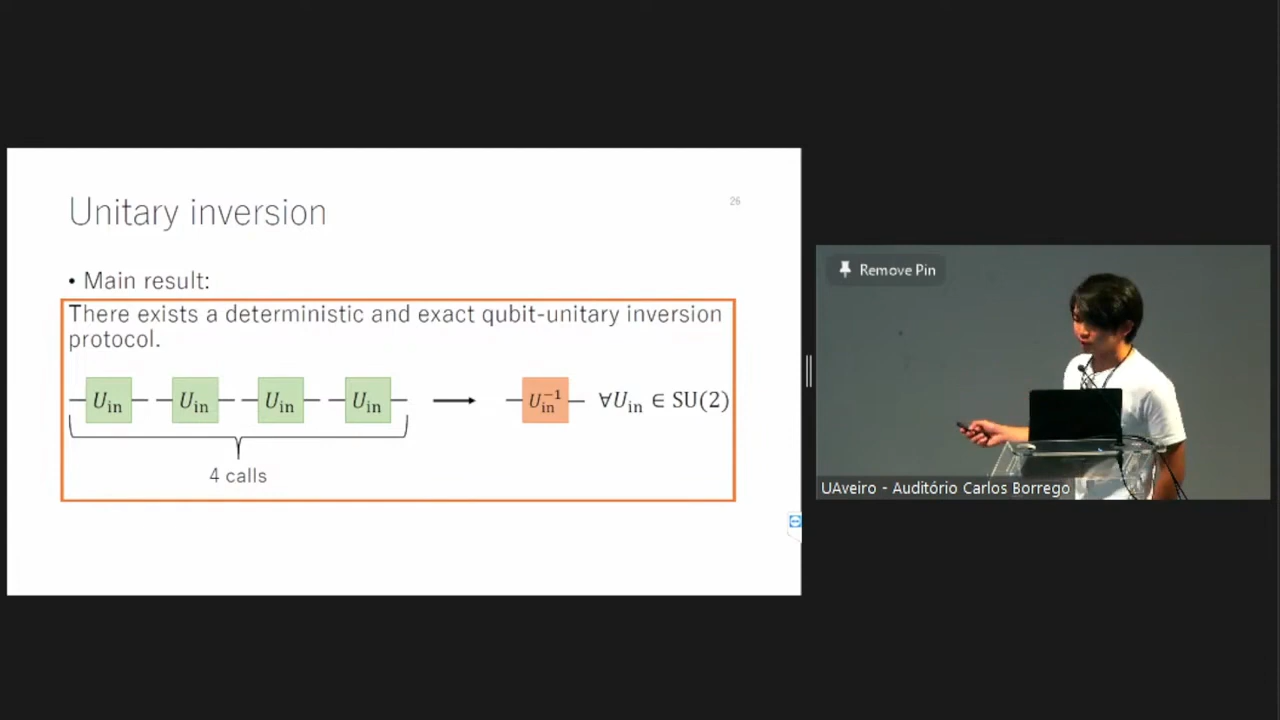 Unitary inversion
26
• Main result:
There exists a deterministic and exact qubit-unitary inversion
protocol.
U_in U_in U_in U_in → U_in^{-1} ∀U_in ∈ SU(2)
4 calls
Remove Pin
UAveiro - Auditório Carlos Borrego